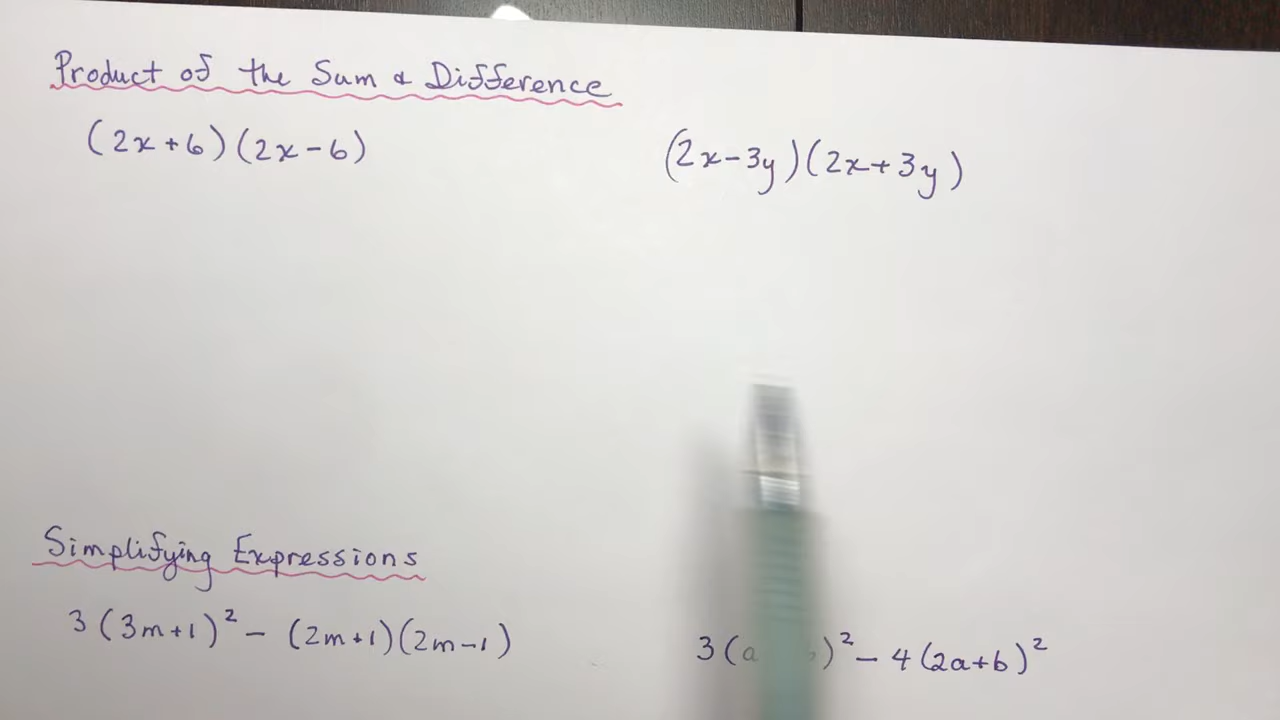 Product of the Sum & Difference
(2x+6)(2x-6)
(2x-3y)(2x+3y)
Simplifying Expressions
3(3m+1)² - (2m+1)(2m-1)
3(a b)² - 4(2a+b)²